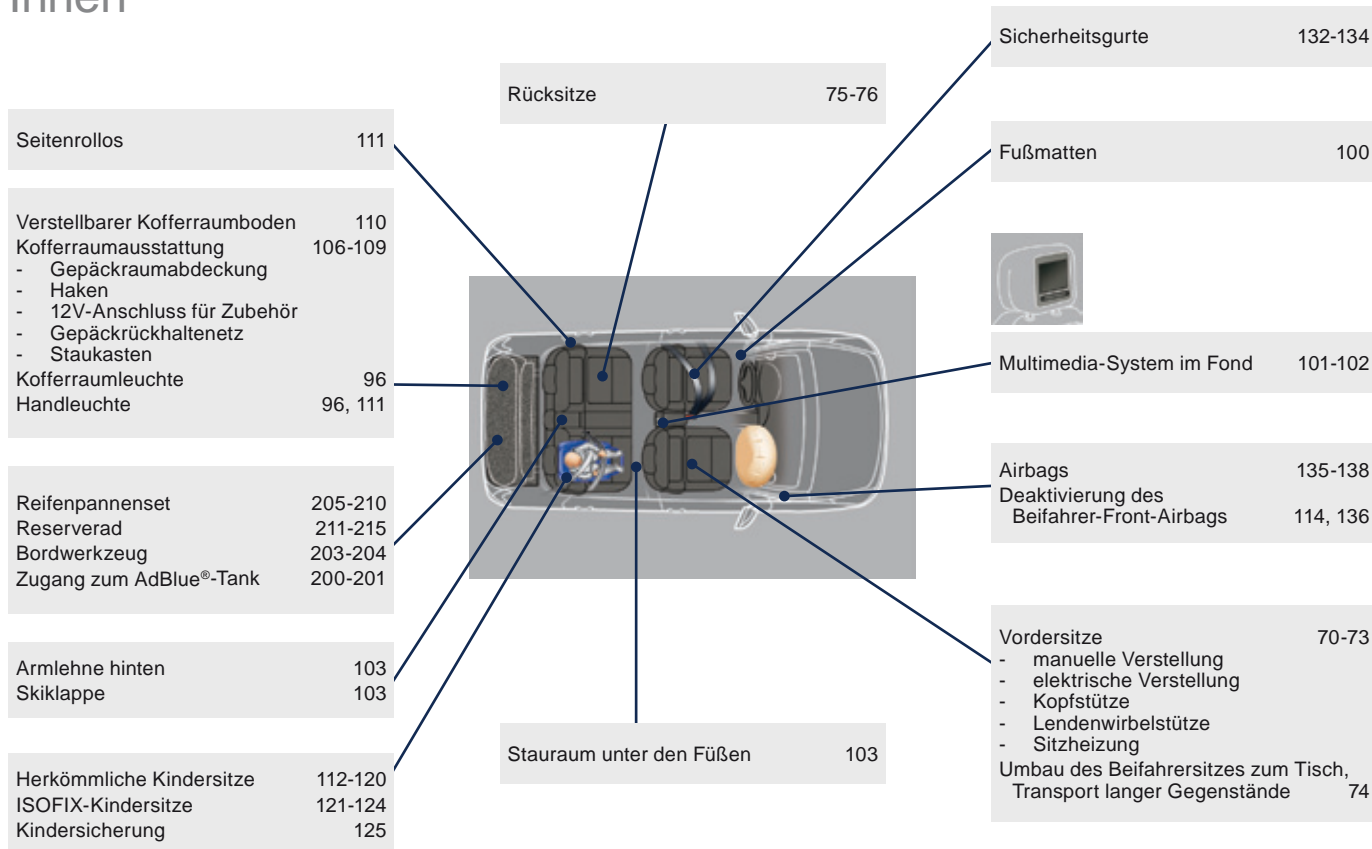 Innen
Seitenrollos 111
Verstellbarer Kofferraumboden 110
Kofferraumausstattung 106-109
- Gepäckraumabdeckung
- Haken
- 12V-Anschluss für Zubehör
- Gepäckrückhaltenetz
- Staukasten
Kofferraumleuchte 96
Handleuchte 96, 111
Reifenpannenset 205-210
Reserverad 211-215
Bordwerkzeug 203-204
Zugang zum AdBlue®-Tank 200-201
Armlehne hinten 103
Skiklappe 103
Herkömmliche Kindersitze 112-120
ISOFIX-Kindersitze 121-124
Kindersicherung 125
Rücksitze 75-76
Stauraum unter den Füßen 103
Sicherheitsgurte 132-134
Fußmatten 100
Multimedia-System im Fond 101-102
Airbags 135-138
Deaktivierung des
Beifahrer-Front-Airbags 114, 136
Vordersitze 70-73
- manuelle Verstellung
- elektrische Verstellung
- Kopfstütze
- Lendenwirbelstütze
- Sitzheizung
Umbau des Beifahrersitzes zum Tisch,
Transport langer Gegenstände 74